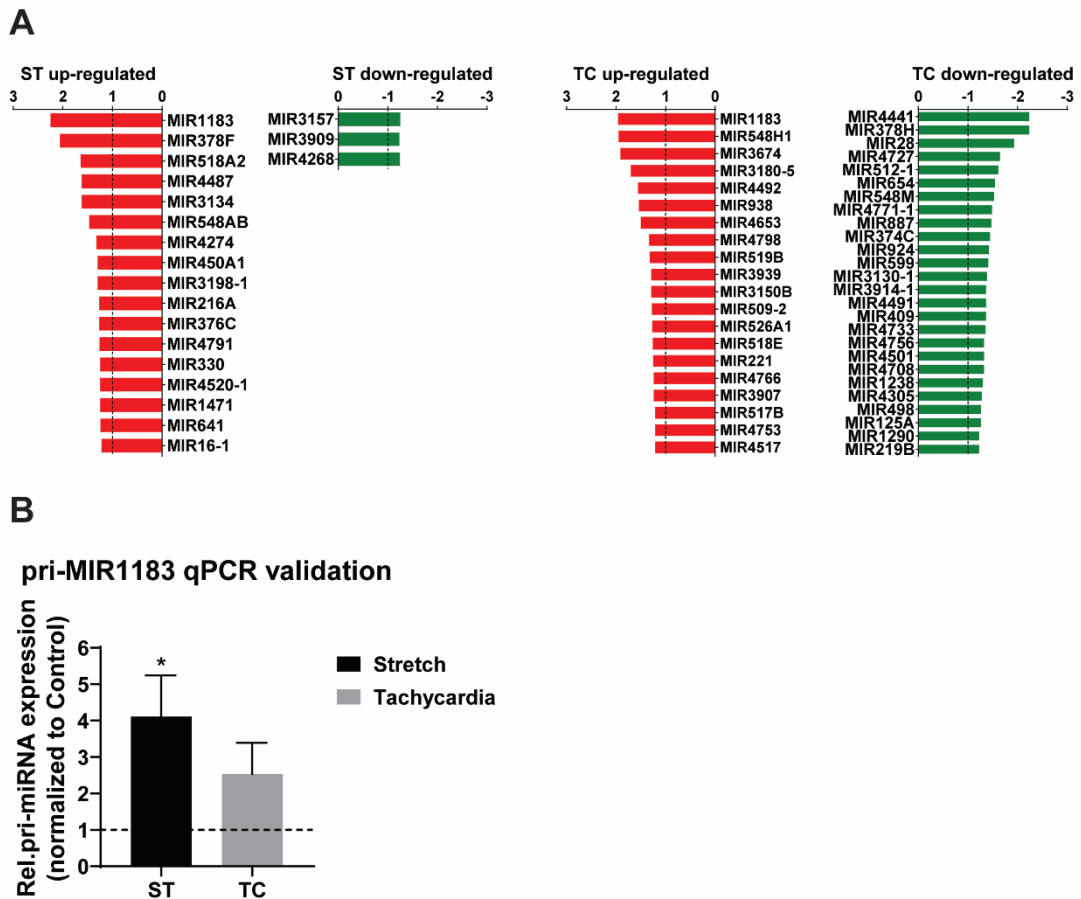 A
ST up-regulated
3 2 1 0
MIR1183
MIR378F
MIR518A2
MIR4487
MIR3134
MIR548AB
MIR4274
MIR450A1
MIR3198-1
MIR216A
MIR376C
MIR4791
MIR330
MIR4520-1
MIR1471
MIR641
MIR16-1
ST down-regulated
0 -1 -2 -3
MIR3157
MIR3909
MIR4268
TC up-regulated
3 2 1 0
MIR1183
MIR548H1
MIR3674
MIR3180-5
MIR4492
MIR938
MIR4653
MIR4798
MIR519B
MIR3939
MIR3150B
MIR509-2
MIR526A1
MIR518E
MIR221
MIR4766
MIR3907
MIR517B
MIR4753
MIR4517
TC down-regulated
0 -1 -2 -3
MIR4441
MIR378H
MIR28
MIR4727
MIR512-1
MIR654
MIR548M
MIR4771-1
MIR887
MIR374C
MIR924
MIR599
MIR3130-1
MIR3914-1
MIR4491
MIR409
MIR4733
MIR4756
MIR4501
MIR4708
MIR1238
MIR4305
MIR498
MIR125A
MIR1290
MIR219B
B
pri-MIR1183 qPCR validation
Rel.pri-miRNA expression
(normalized to Control)
6
5
4
3
2
1
0
*
ST TC
Stretch
Tachycardia